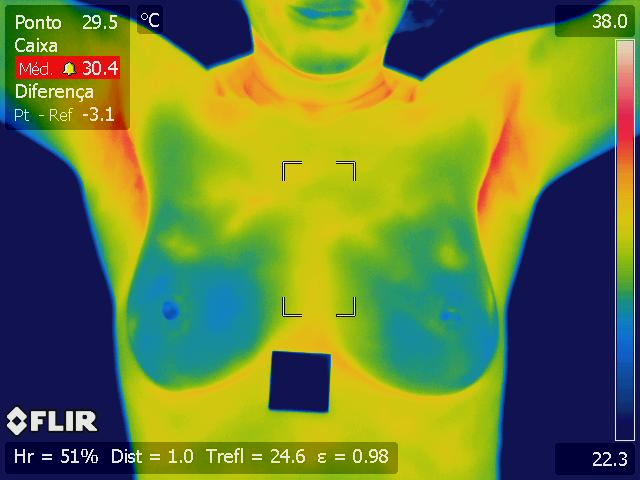 Ponto 29.5 °C
Caixa
Méd. 30.4
Diferença
Pt - Ref -3.1
38.0
FLIR
Hr = 51% Dist = 1.0 Trefl = 24.6 ε = 0.98
22.3